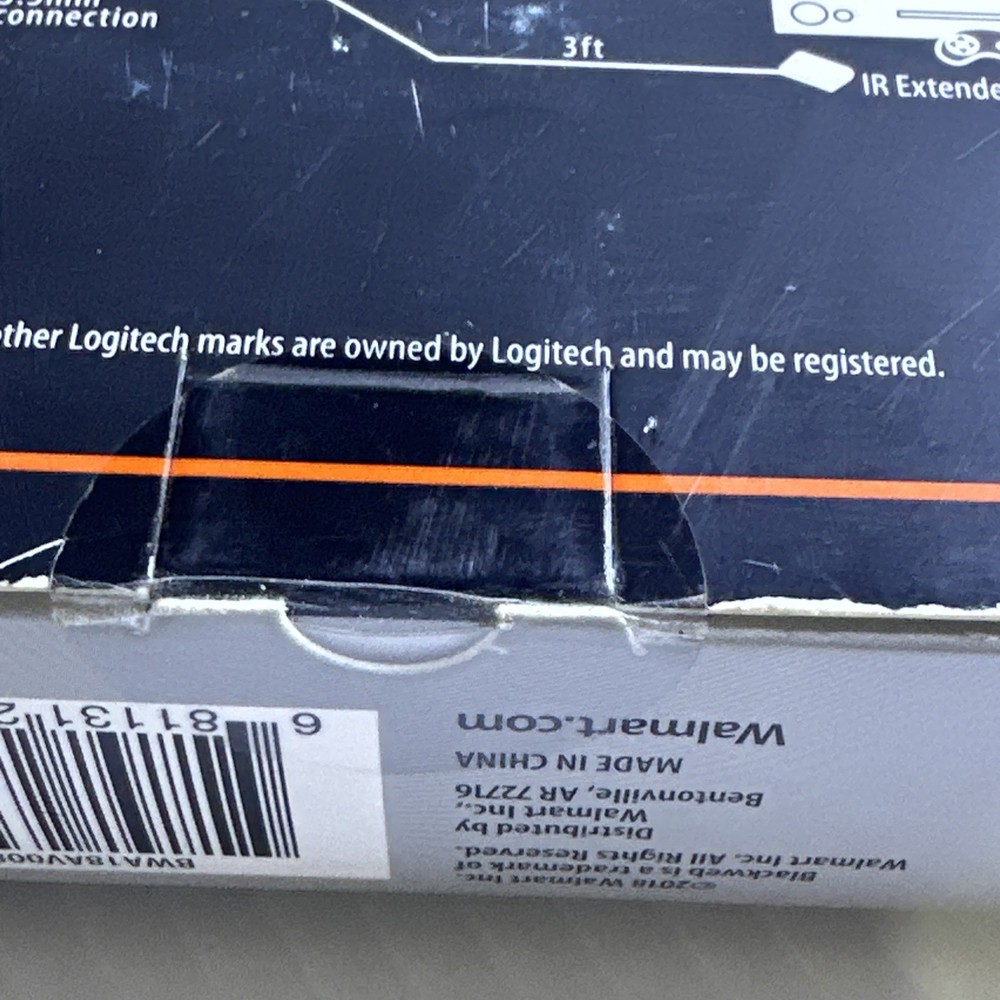 connection
3ft
IR Extende
other Logitech marks are owned by Logitech and may be registered.
©2018 Walmart Inc.
Blackweb is a trademark of
Walmart Inc. All Rights Reserved.
Distributed by
Walmart Inc.,
Bentonville, AR 72716
MADE IN CHINA
Walmart.com
BWA18AV00
6 81131 2